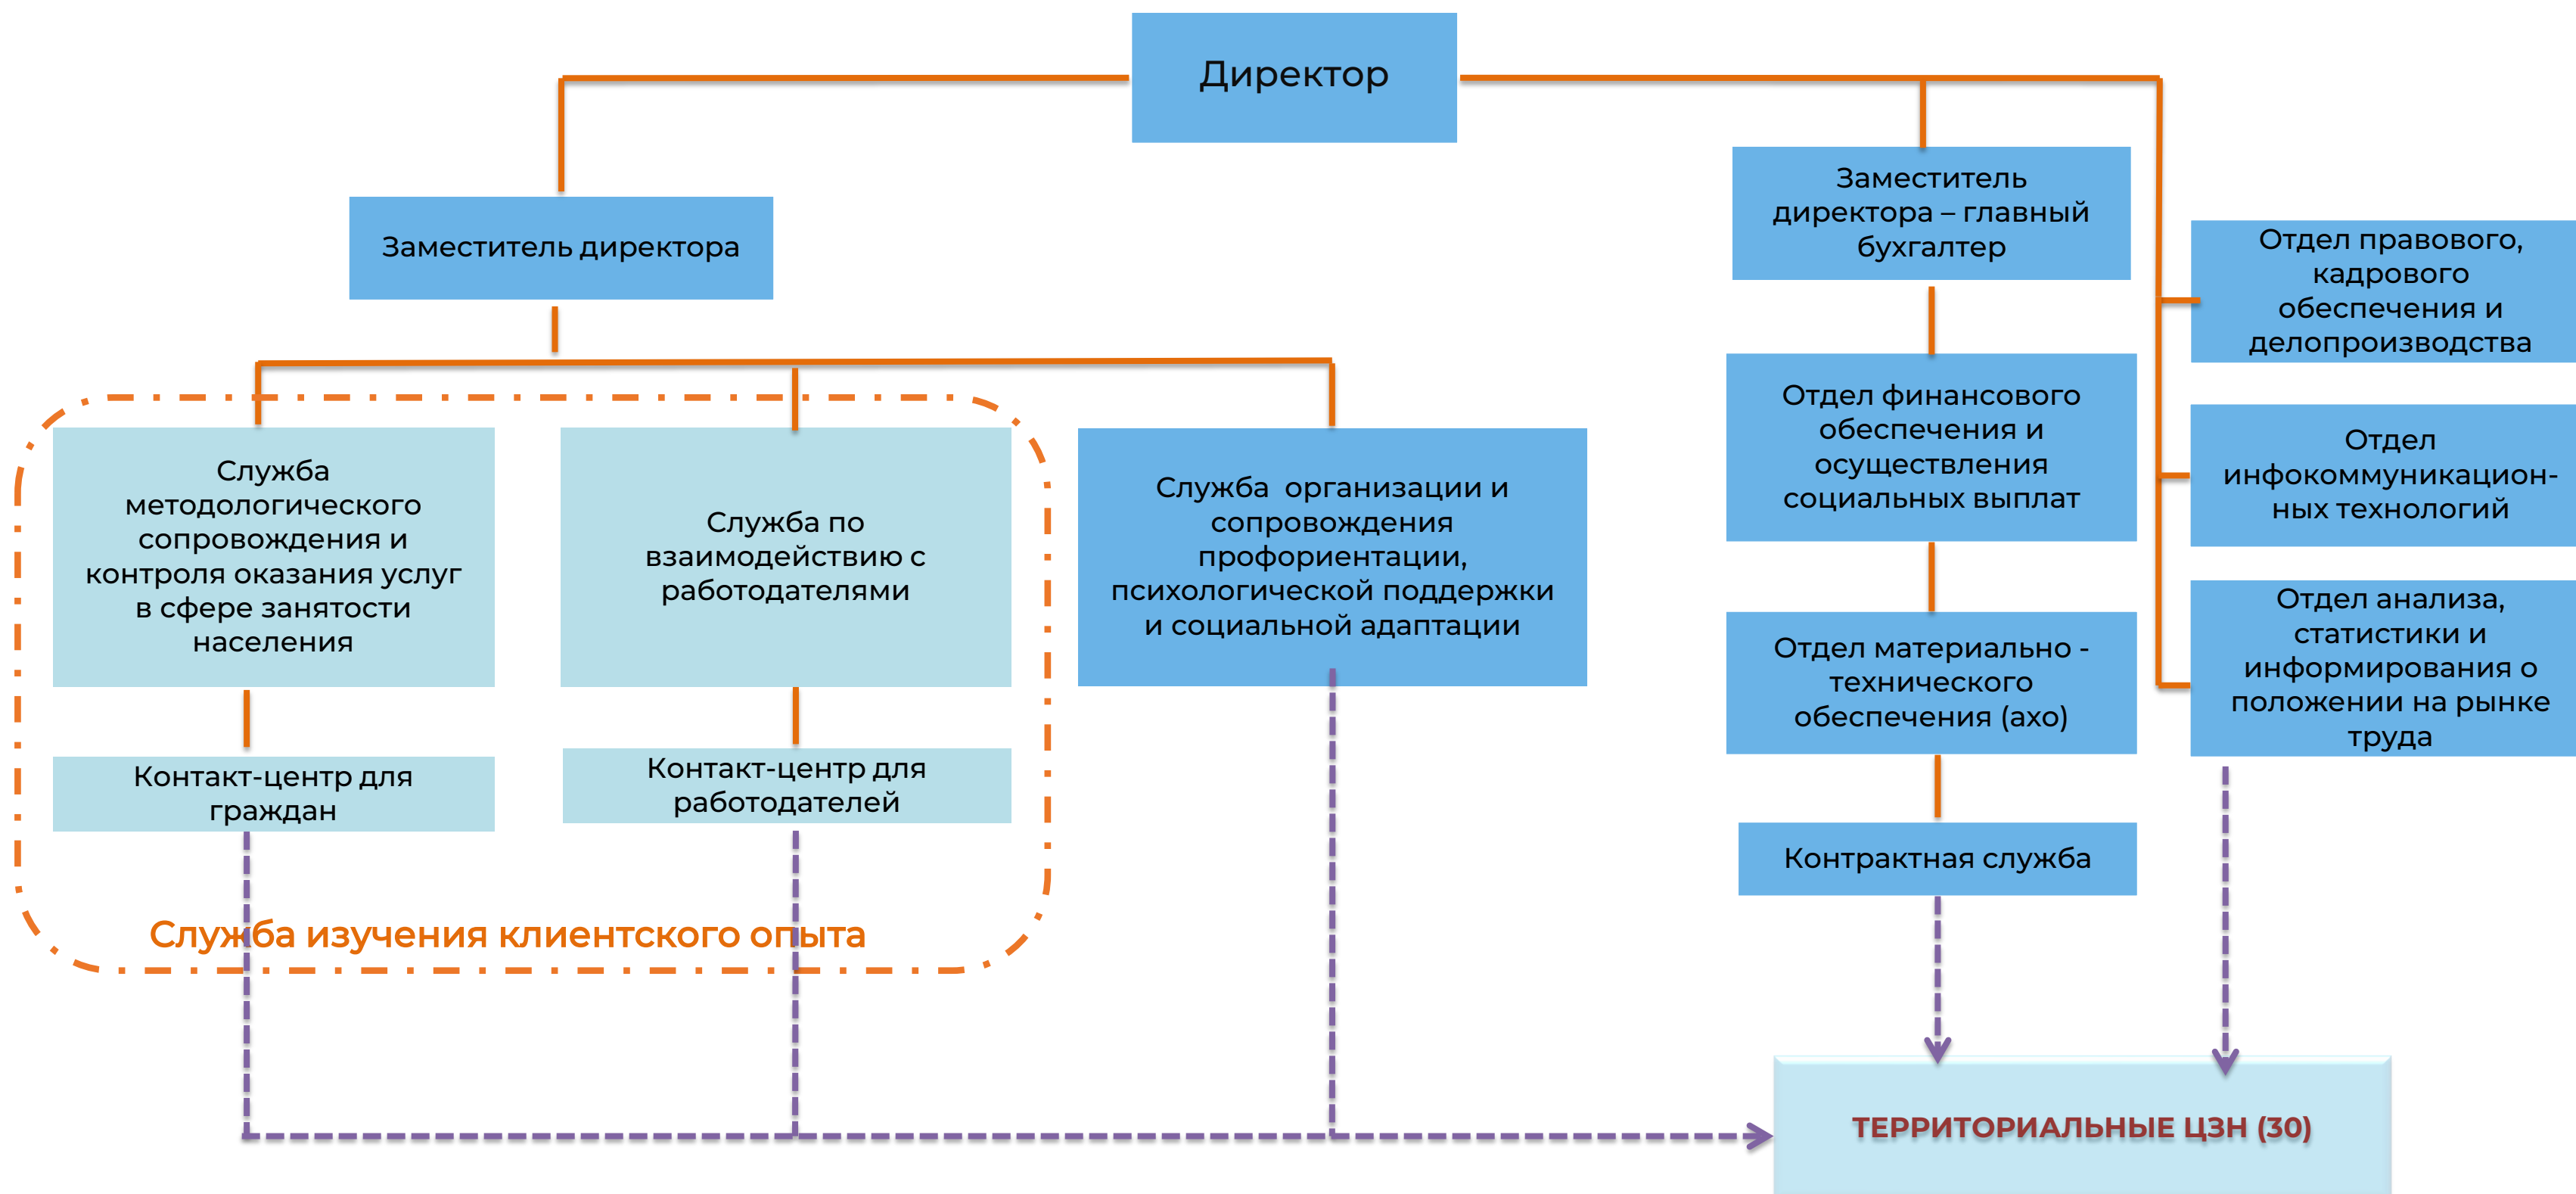 Директор
Заместитель директора
Заместитель
директора – главный
бухгалтер
Отдел правового,
кадрового
обеспечения и
делопроизводства
Служба
методологического
сопровождения и
контроля оказания услуг
в сфере занятости
населения
Служба по
взаимодействию с
работодателями
Служба организации и
сопровождения
профориентации,
психологической поддержки
и социальной адаптации
Отдел финансового
обеспечения и
осуществления
социальных выплат
Отдел
инфокоммуникацион-
ных технологий
Отдел материально -
технического
обеспечения (ахо)
Отдел анализа,
статистики и
информирования о
положении на рынке
труда
Контакт-центр для
граждан
Контакт-центр для
работодателей
Контрактная служба
Служба изучения клиентского опыта
ТЕРРИТОРИАЛЬНЫЕ ЦЗН (30)